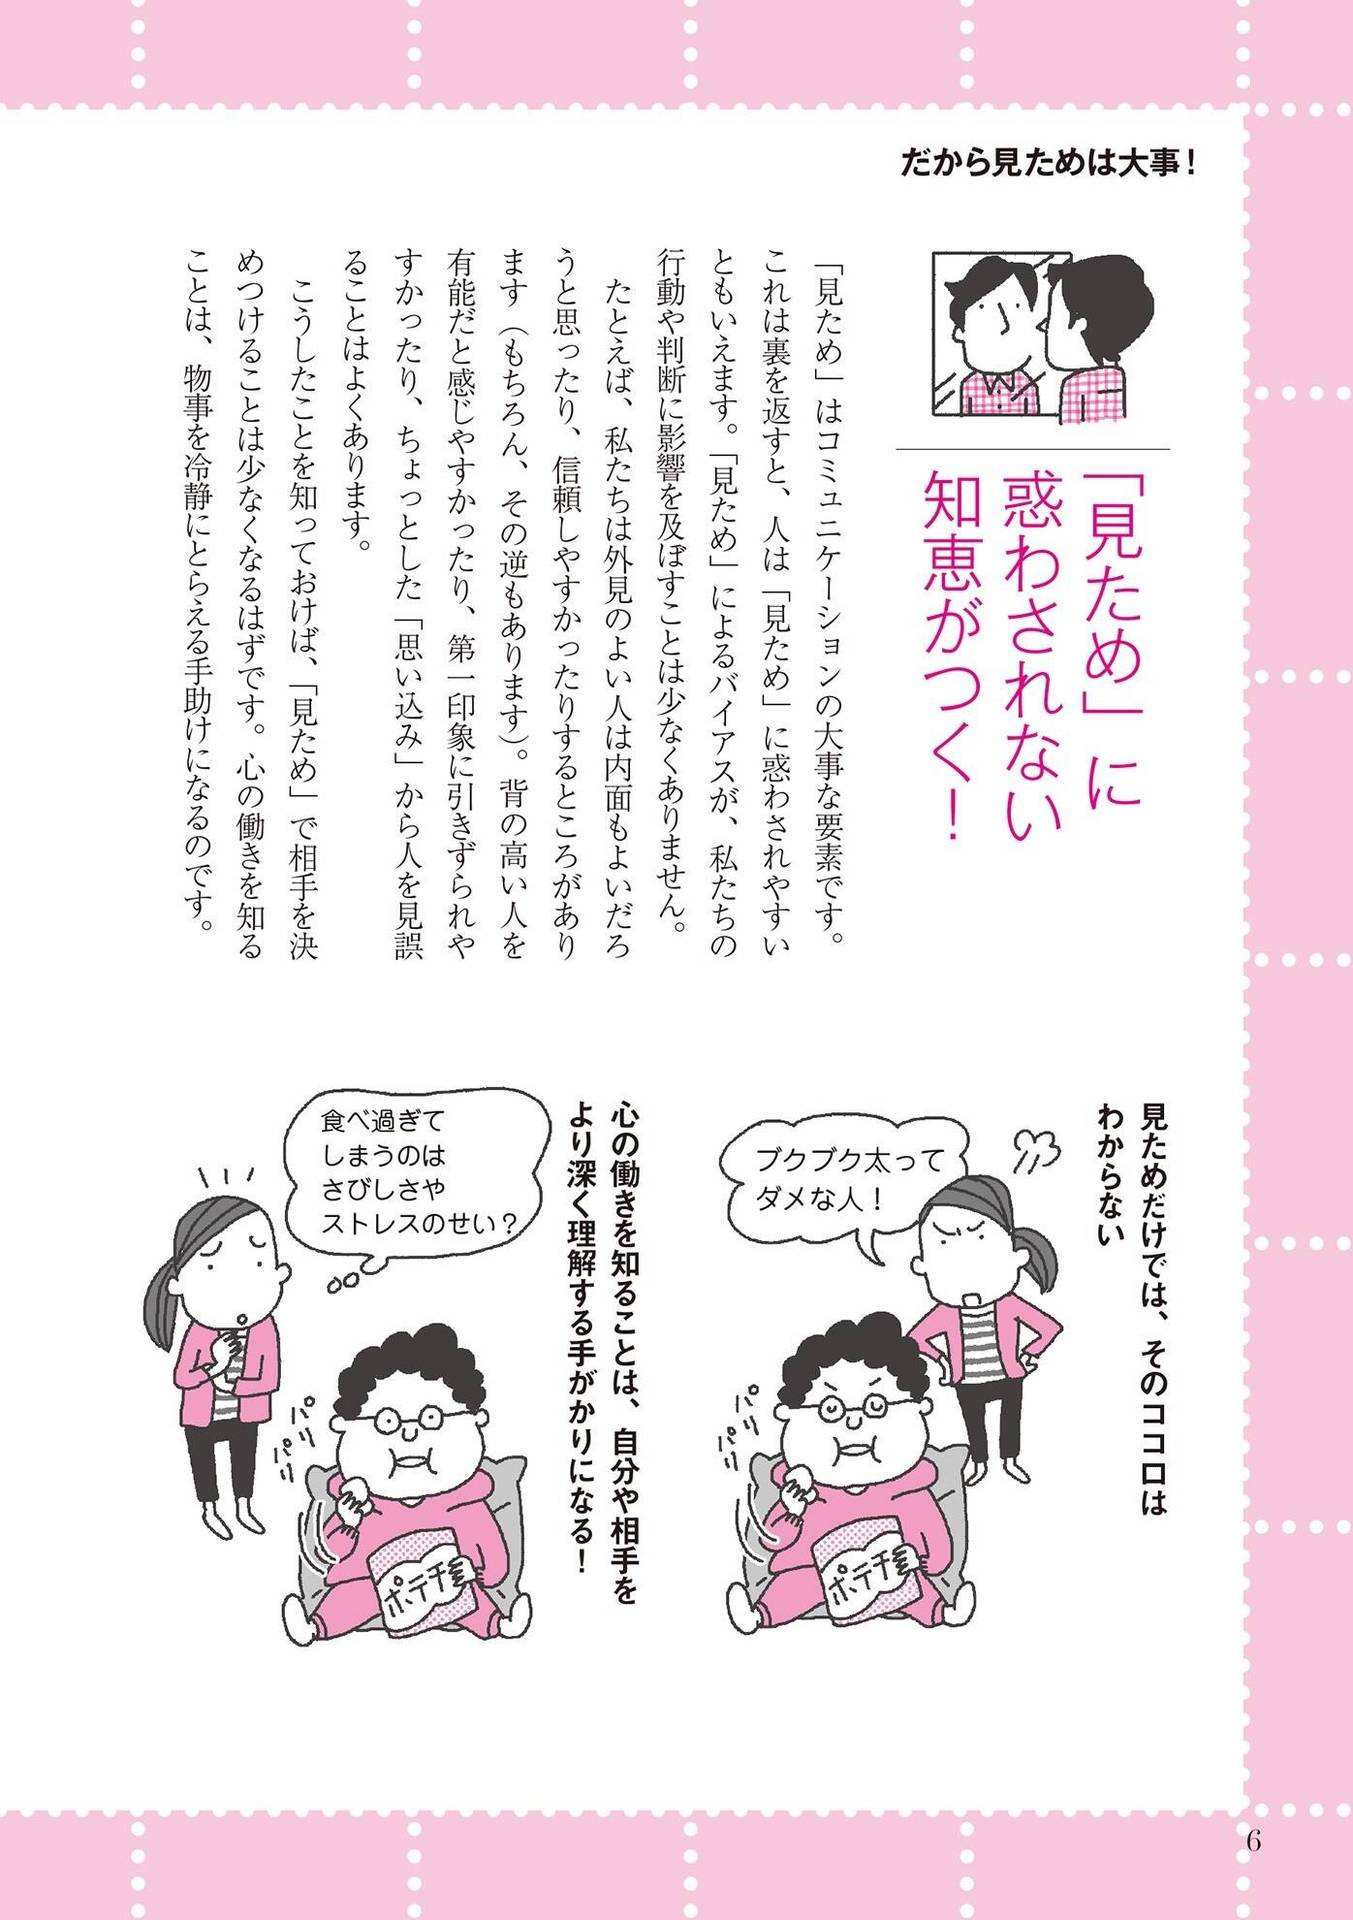 だから見ためは大事！
「見ため」に
惑わされない
知恵がつく！
「見ため」はコミュニケーションの大事な要素です。
これは裏を返すと、人は「見ため」に惑わされやすい
ともいえます。「見ため」によるバイアスが、私たちの
行動や判断に影響を及ぼすことは少なくありません。
たとえば、私たちは外見のよい人は内面もよいだろ
うと思ったり、信頼しやすかったりするところがあり
ます（もちろん、その逆もあります）。背の高い人を
有能だと感じやすかったり、第一印象に引きずられや
すかったり、ちょっとした「思い込み」から人を見誤
ることはよくあります。
こうしたことを知っておけば、「見ため」で相手を決
めつけることは少なくなるはずです。心の働きを知る
ことは、物事を冷静にとらえる手助けになるのです。
見ためだけでは、そのココロは
わからない
ブクブク太って
ダメな人！
パリ
パリ
ポテチ
心の働きを知ることは、自分や相手を
より深く理解する手がかりになる！
食べ過ぎて
しまうのは
さびしさや
ストレスのせい？
パリ
パリ
ポテチ
6